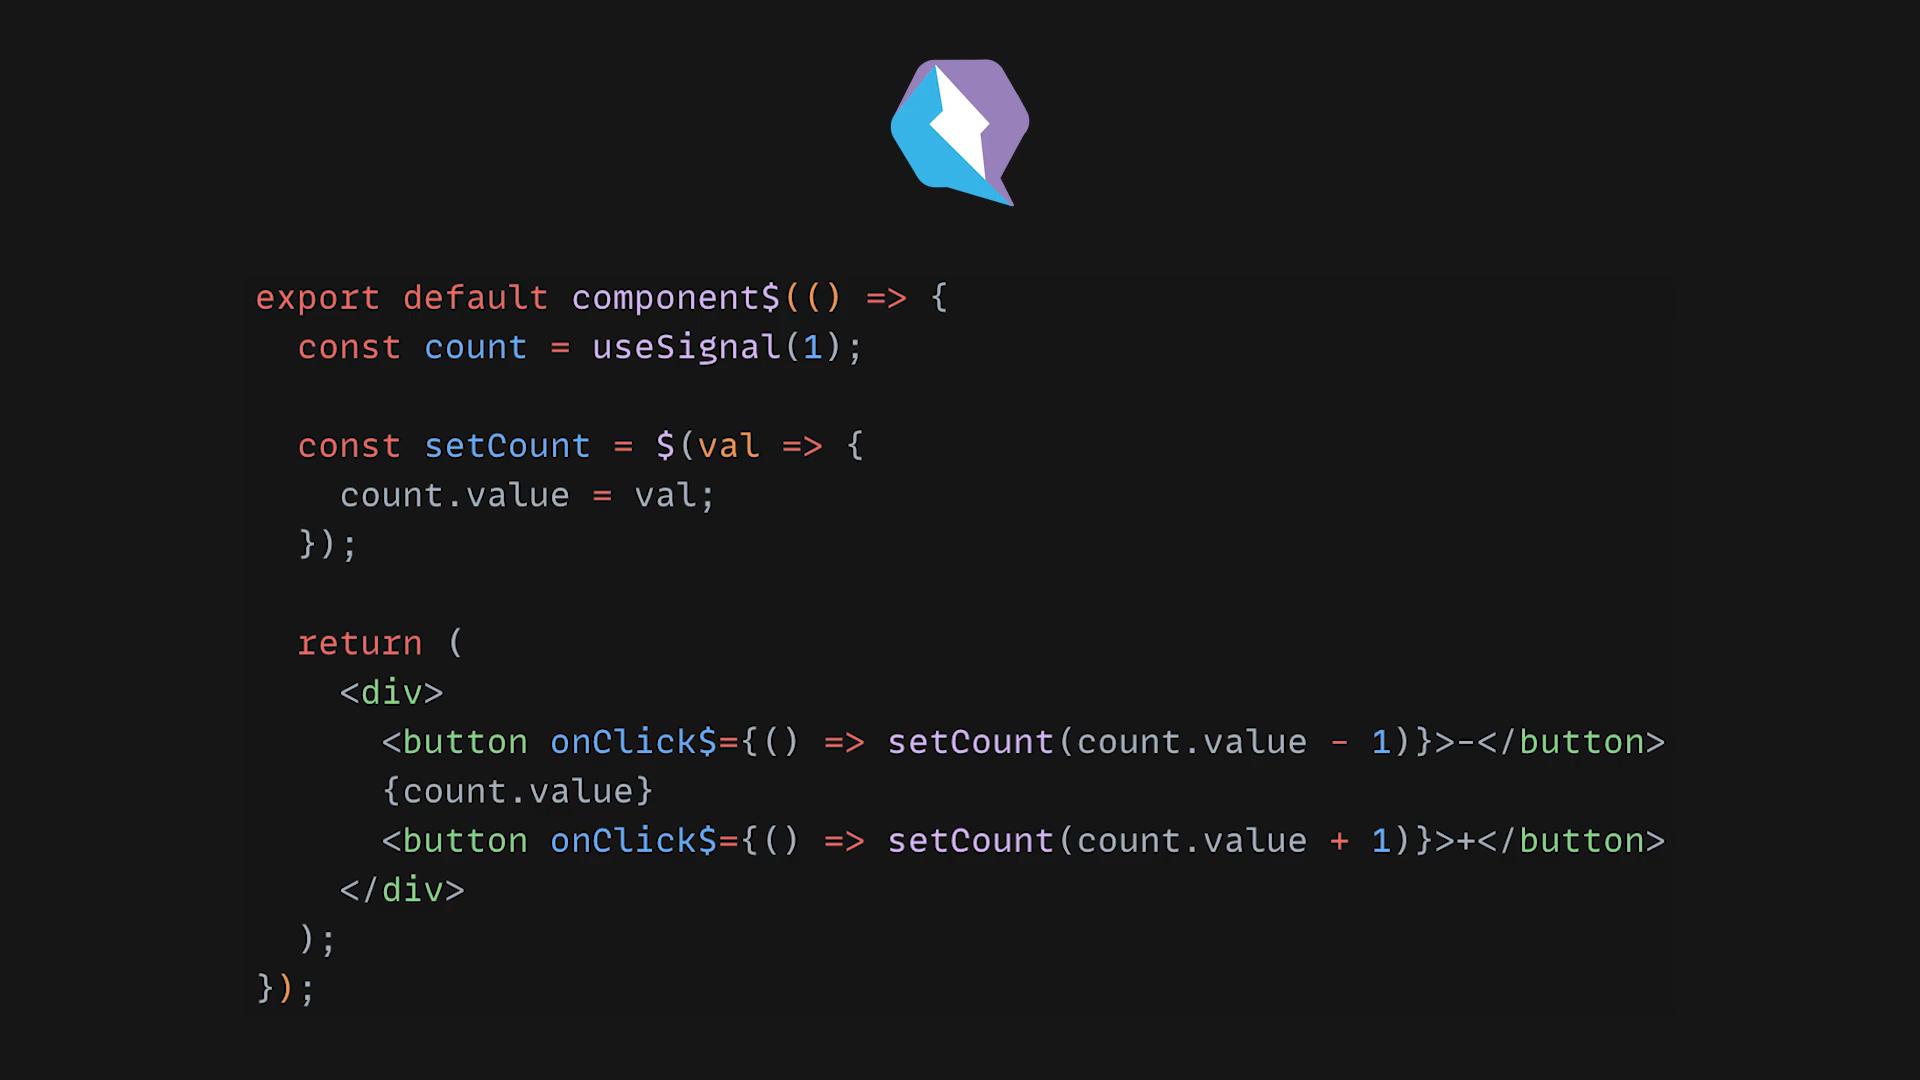 export default component$(() => {
  const count = useSignal(1);

  const setCount = $(val => {
    count.value = val;
  });

  return (
    <div>
      <button onClick$={() => setCount(count.value - 1)}>-</button>
      {count.value}
      <button onClick$={() => setCount(count.value + 1)}>+</button>
    </div>
  );
});